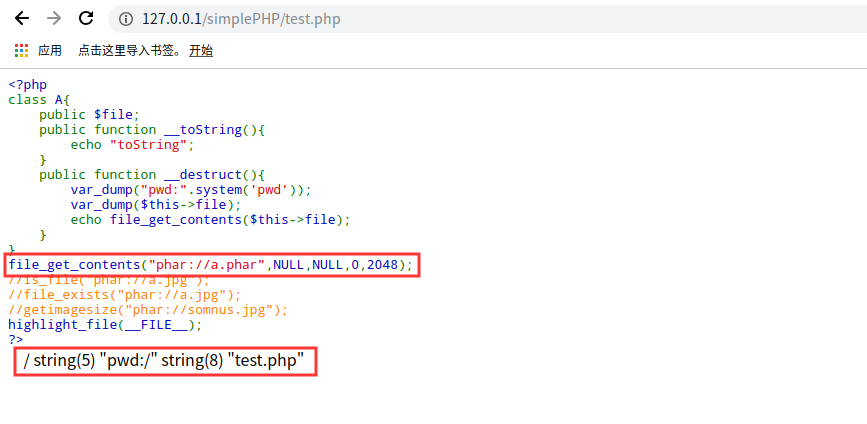 127.0.0.1/simplePHP/test.php
应用 点击这里导入书签。 开始
<?php
class A{
    public $file;
    public function __toString(){
        echo "toString";
    }
    public function __destruct(){
        var_dump("pwd:".system('pwd'));
        var_dump($this->file);
        echo file_get_contents($this->file);
    }
}
file_get_contents("phar://a.phar",NULL,NULL,0,2048);
//is_file("phar://a.jpg");
//file_exists("phar://a.jpg");
//getimagesize("phar://somnus.jpg");
highlight_file(__FILE__);
?>
/ string(5) "pwd:/" string(8) "test.php"